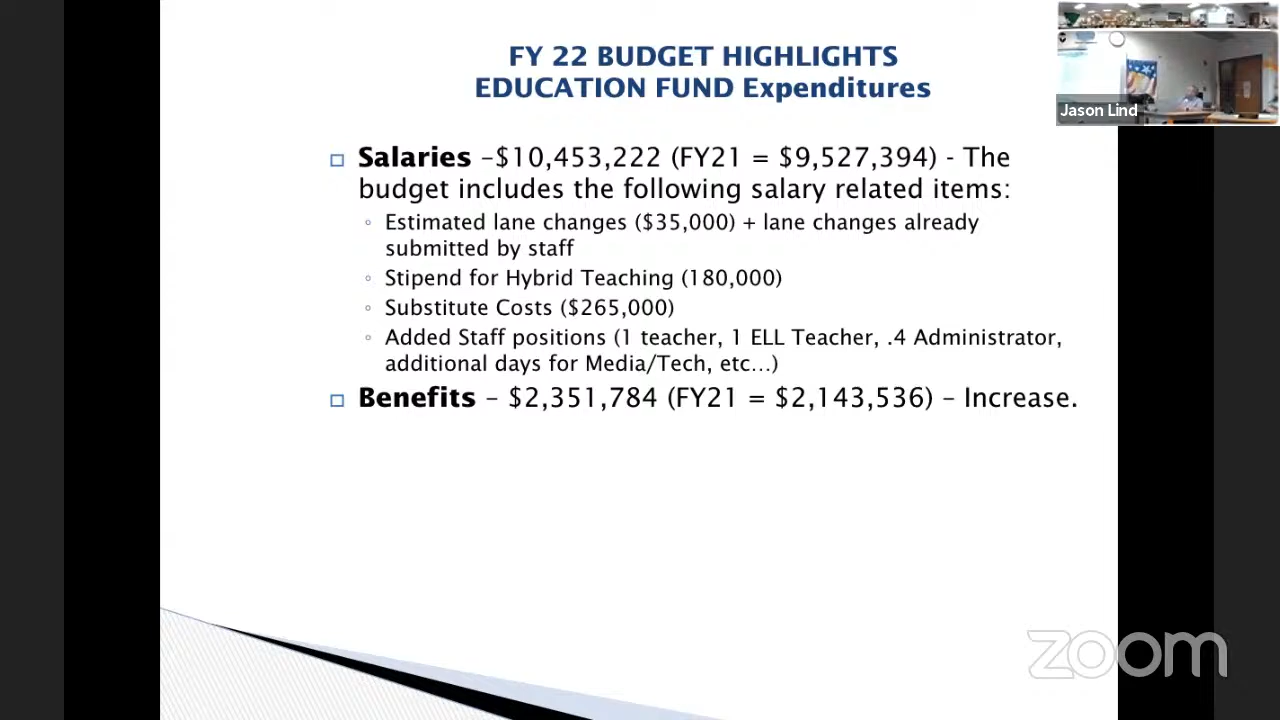 FY 22 BUDGET HIGHLIGHTS
EDUCATION FUND Expenditures
Jason Lind
Salaries –$10,453,222 (FY21 = $9,527,394) - The
budget includes the following salary related items:
Estimated lane changes ($35,000) + lane changes already
submitted by staff
Stipend for Hybrid Teaching (180,000)
Substitute Costs ($265,000)
Added Staff positions (1 teacher, 1 ELL Teacher, .4 Administrator,
additional days for Media/Tech, etc…)
Benefits – $2,351,784 (FY21 = $2,143,536) – Increase.
zoom